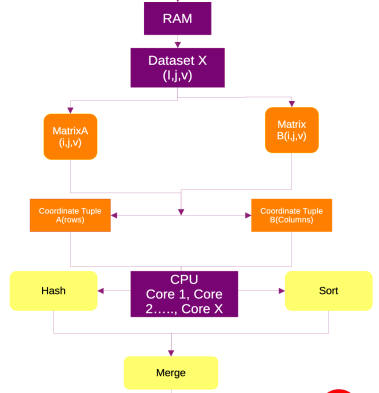 RAM
Dataset X
(I,j,v)
MatrixA
(i,j,v)
Matrix
B(i,j,v)
Coordinate Tuple
A(rows)
Coordinate Tuple
B(Columns)
Hash
CPU
Core 1, Core
2....., Core X
Sort
Merge